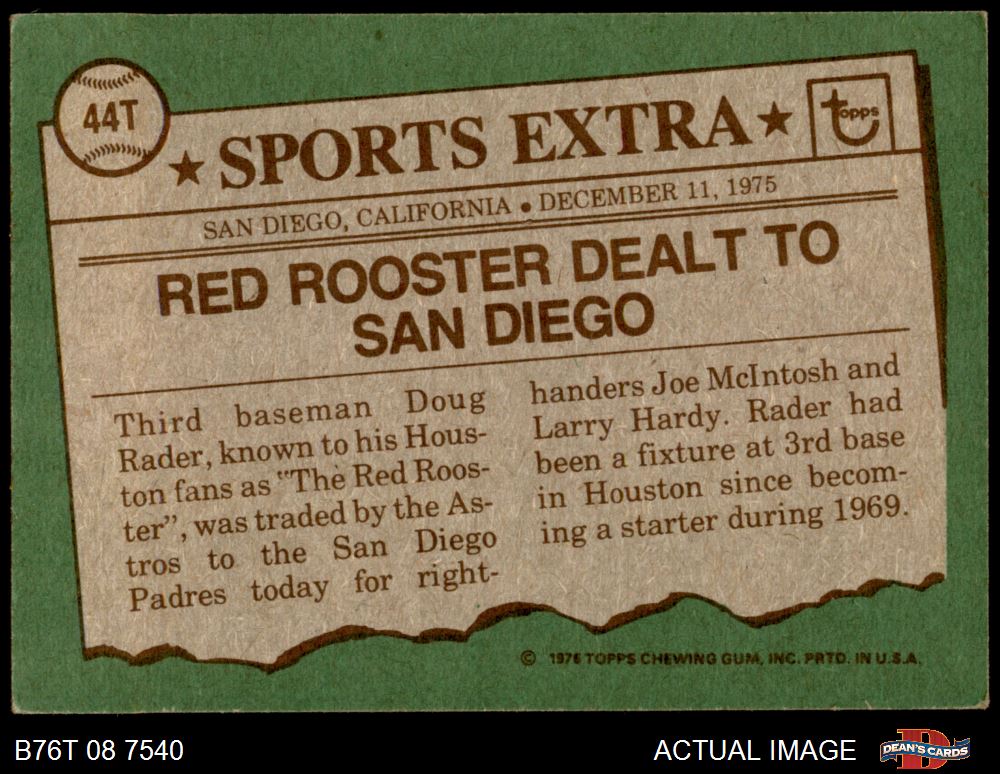 44T
★ SPORTS EXTRA ★
topps
SAN DIEGO, CALIFORNIA • DECEMBER 11, 1975
RED ROOSTER DEALT TO
SAN DIEGO
Third baseman Doug
Rader, known to his Hous-
ton fans as "The Red Roos-
ter", was traded by the As-
tros to the San Diego
Padres today for right-
handers Joe McIntosh and
Larry Hardy. Rader had
been a fixture at 3rd base
in Houston since becom-
ing a starter during 1969.
© 1976 TOPPS CHEWING GUM, INC. PRTD. IN U.S.A.
B76T 08 7540
ACTUAL IMAGE
DEAN'S CARDS